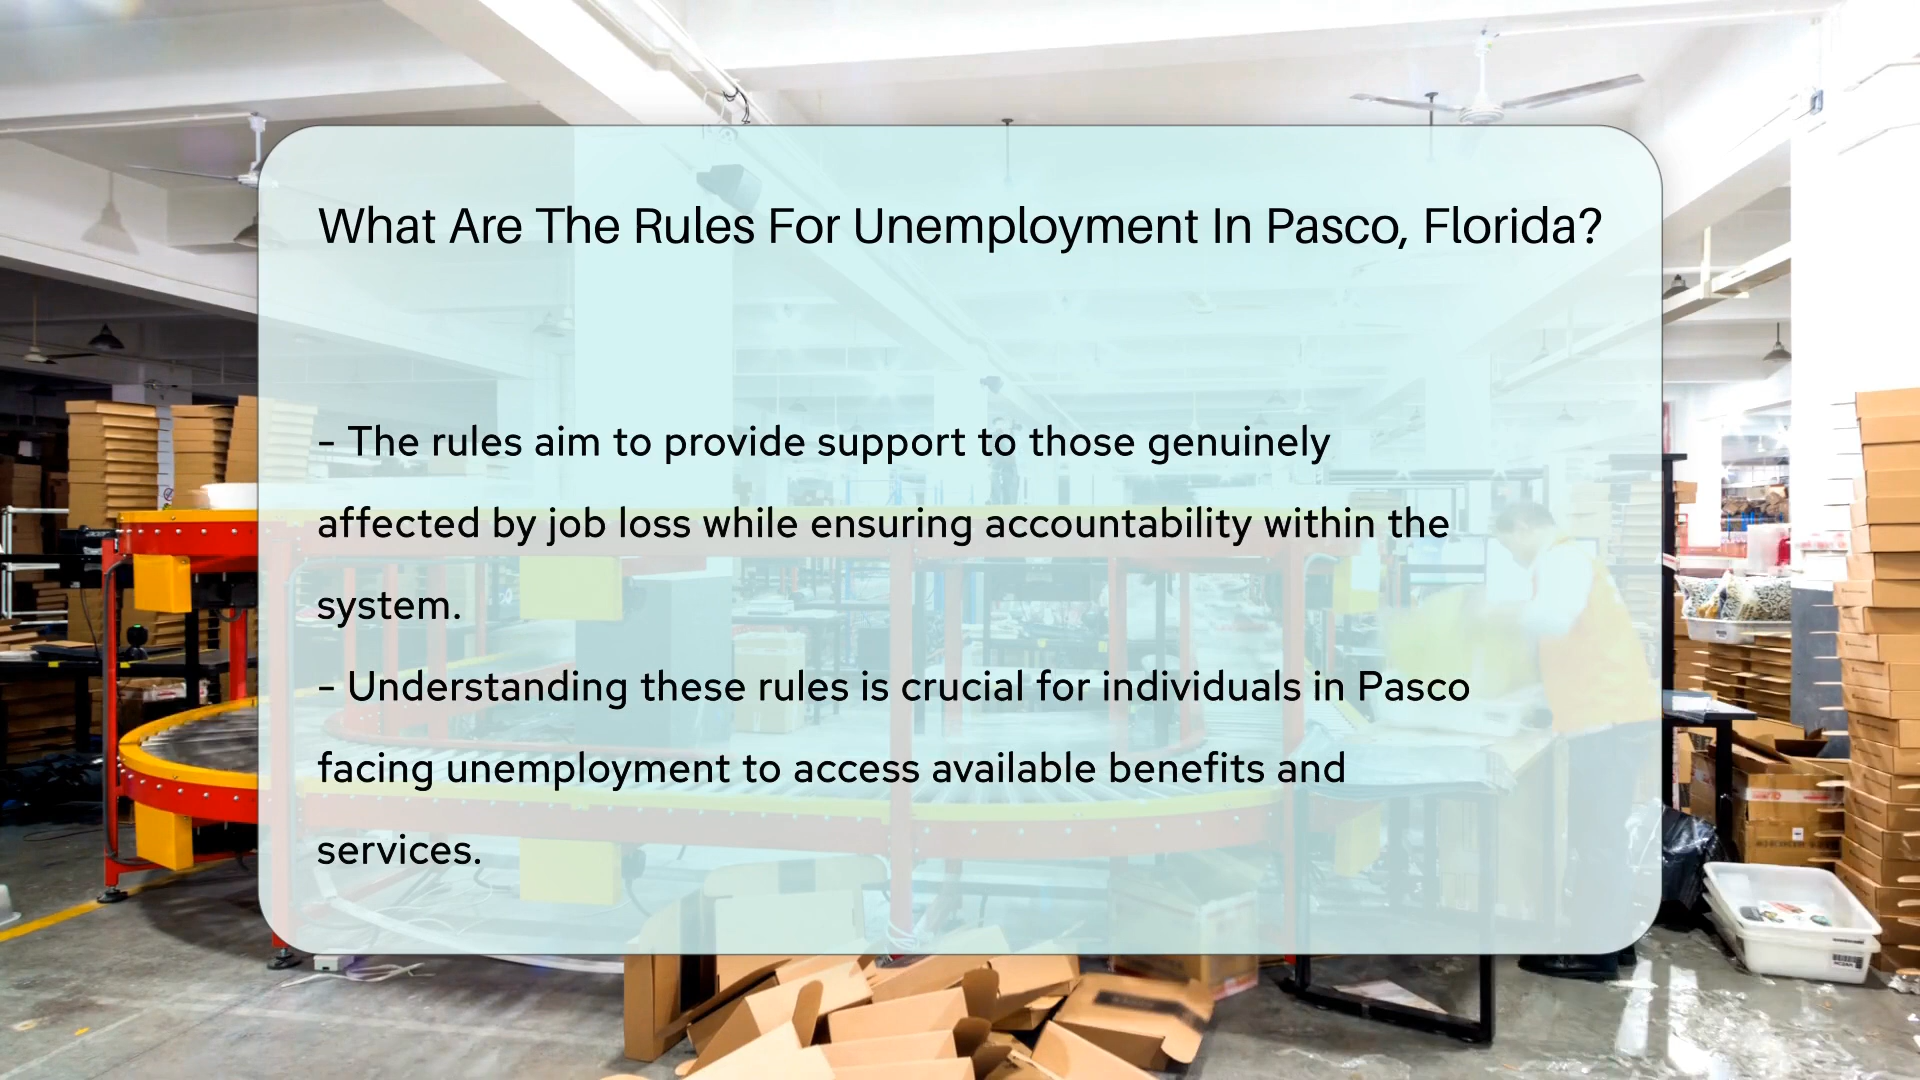 What Are The Rules For Unemployment In Pasco, Florida?
- The rules aim to provide support to those genuinely
affected by job loss while ensuring accountability within the
system.
- Understanding these rules is crucial for individuals in Pasco
facing unemployment to access available benefits and
services.